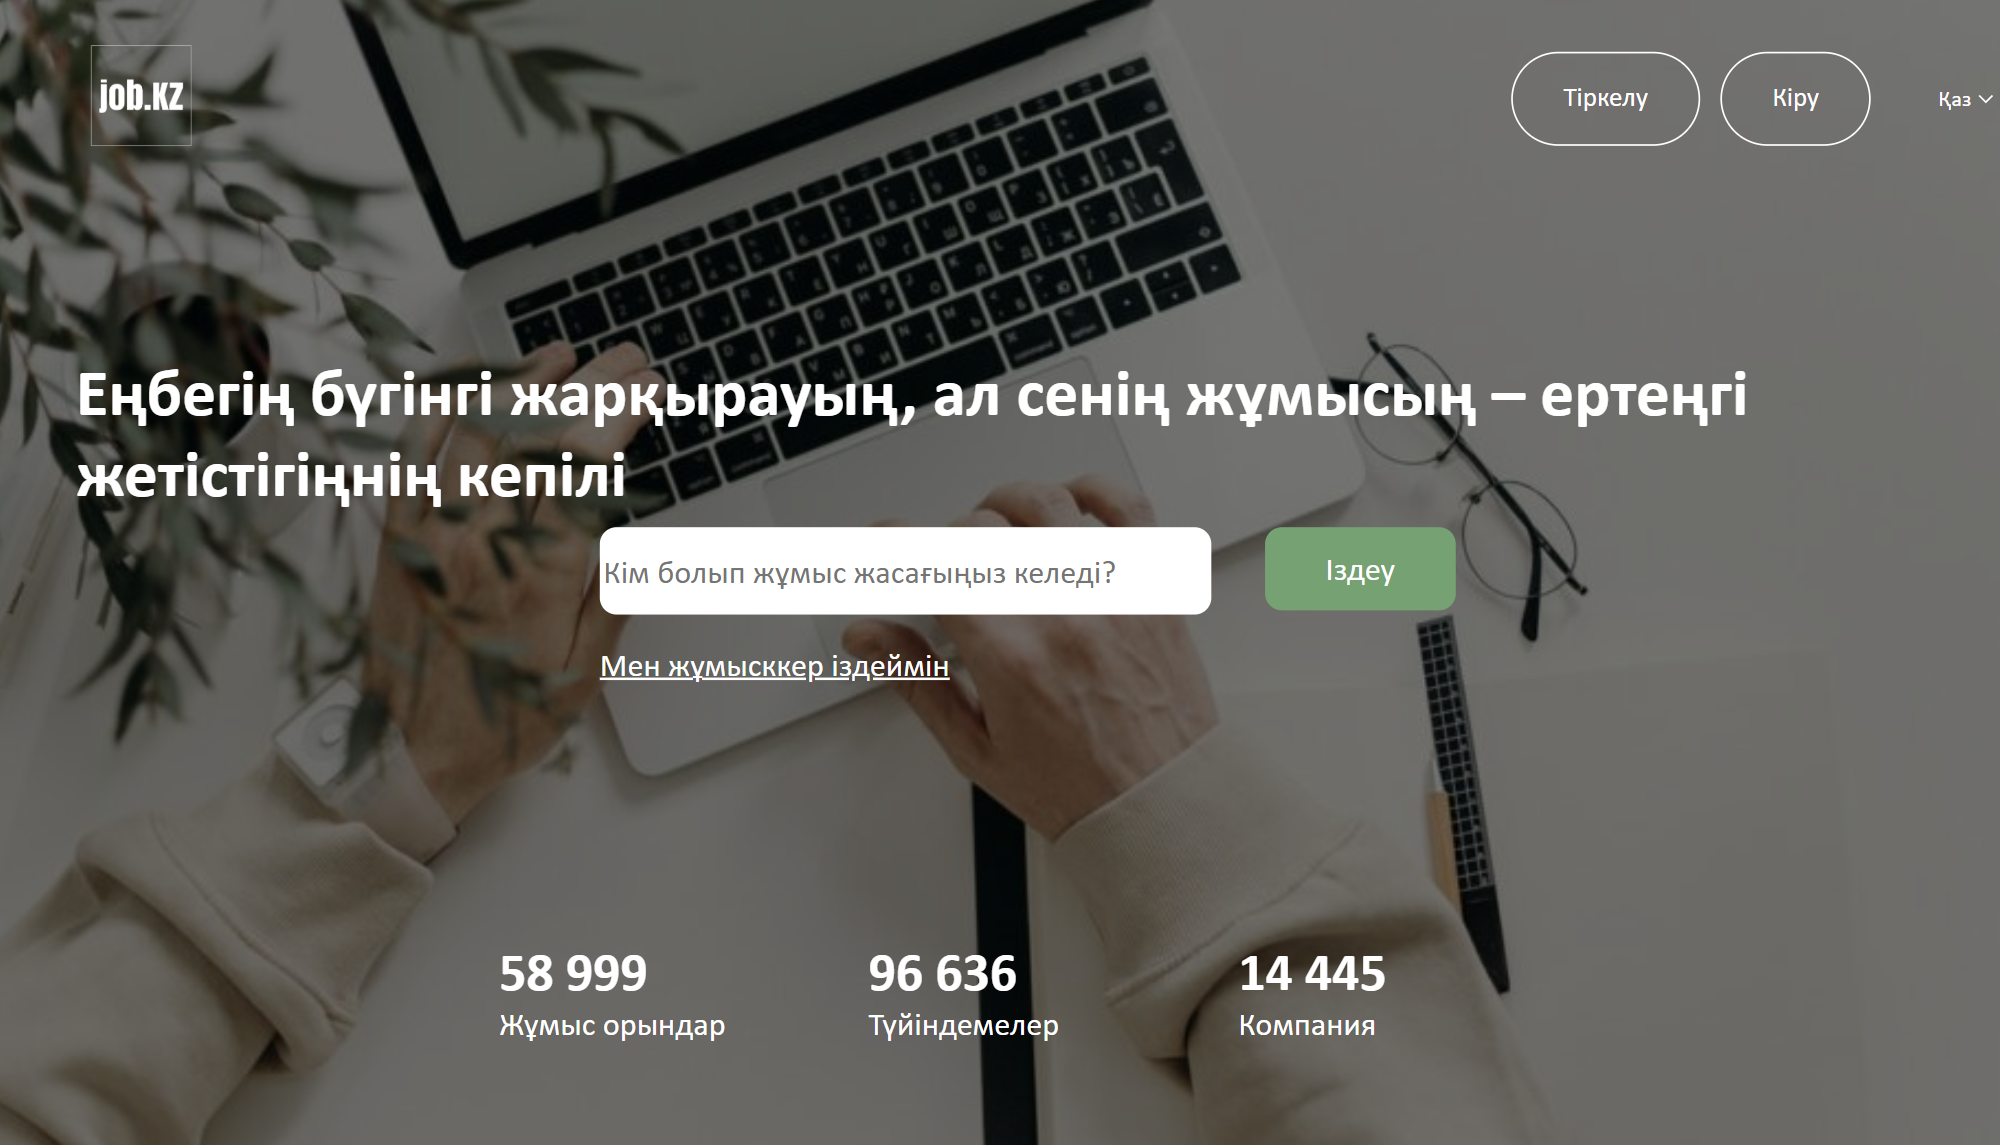 job.kz
Тіркелу
Кіру
Қаз
Еңбегің бүгінгі жарқырауың, ал сенің жұмысың – ертеңгі
жетістігіңнің кепілі
Кім болып жұмыс жасағыңыз келеді?
Іздеу
Мен жұмысккер іздеймін
58 999
96 636
14 445
Жұмыс орындар
Түйіндемелер
Компания